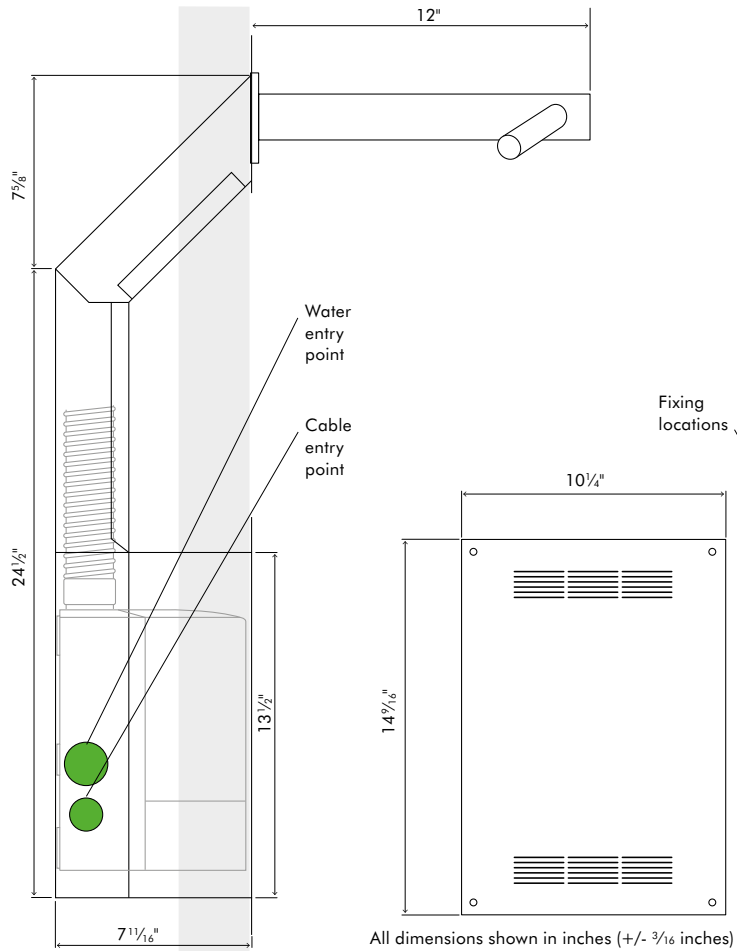 12"
7⅝"
Water
entry
point
Cable
entry
point
Fixing
locations
10¼"
24½"
13½"
14⁹⁄₁₆"
7¹¹⁄₁₆"
All dimensions shown in inches (+/- ³⁄₁₆ inches)